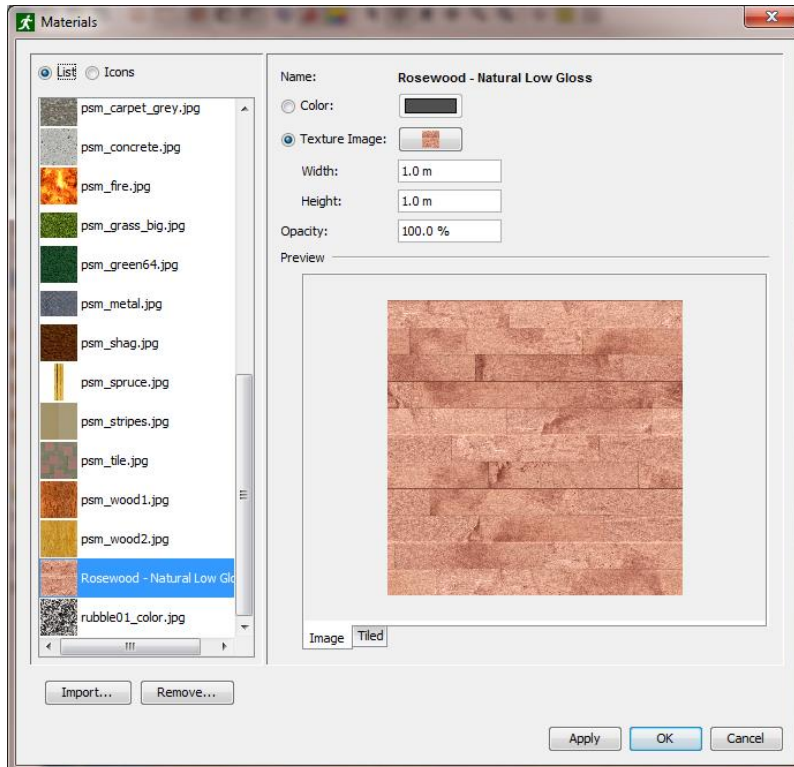 Materials
List
Icons
psm_carpet_grey.jpg
psm_concrete.jpg
psm_fire.jpg
psm_grass_big.jpg
psm_green64.jpg
psm_metal.jpg
psm_shag.jpg
psm_spruce.jpg
psm_stripes.jpg
psm_tile.jpg
psm_wood1.jpg
psm_wood2.jpg
Rosewood - Natural Low Glo
rubble01_color.jpg
Import...
Remove...
Name: Rosewood - Natural Low Gloss
Color:
Texture Image:
Width: 1.0 m
Height: 1.0 m
Opacity: 100.0 %
Preview
Image Tiled
Apply OK Cancel